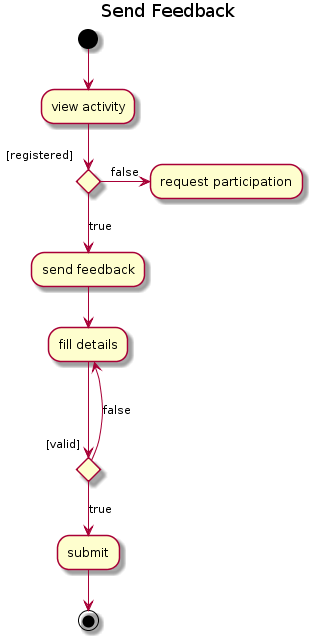 Send Feedback
view activity
[registered]
false
request participation
true
send feedback
fill details
false
[valid]
true
submit